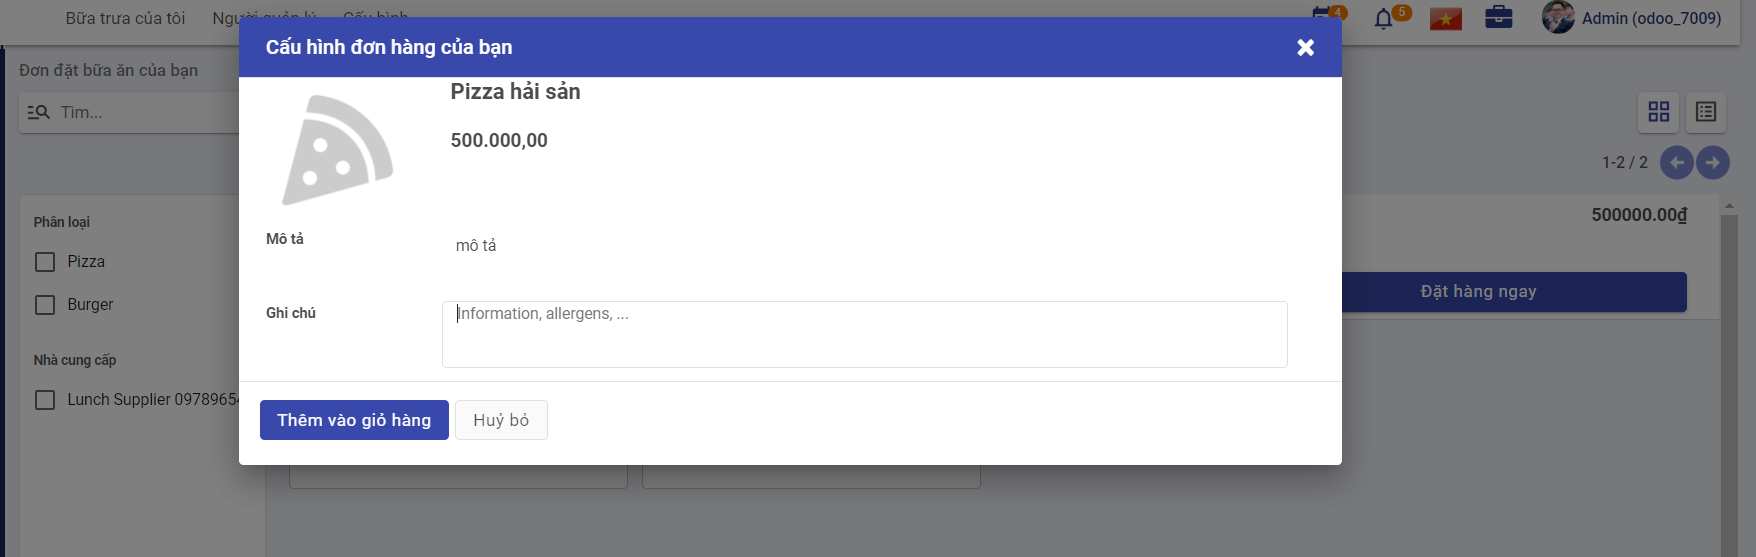 Bữa trưa của tôi Người quản lý Cấu hình 4 5 Admin (odoo_7009)
Cấu hình đơn hàng của bạn
Đơn đặt bữa ăn của bạn
Tìm...
Pizza hải sản
500.000,00
1-2 / 2
Phân loại
Pizza
Burger
Nhà cung cấp
Lunch Supplier 0978965
Mô tả
mô tả
Ghi chú
Information, allergens, ...
Thêm vào giỏ hàng
Huỷ bỏ
500000.00₫
Đặt hàng ngay